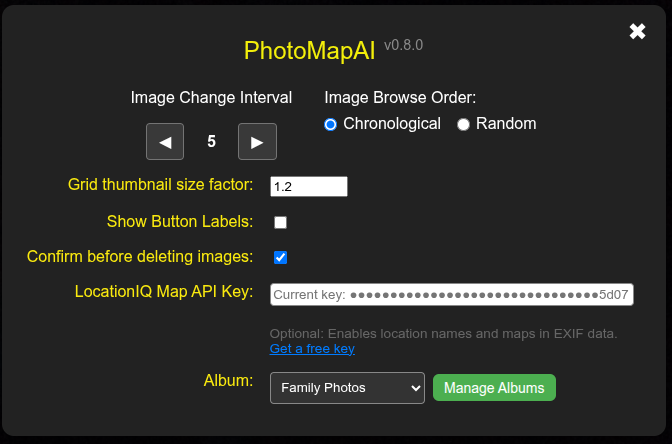 PhotoMapAI v0.8.0
✖
Image Change Interval
Image Browse Order:
◀ 5 ▶
Chronological Random
Grid thumbnail size factor: 1.2
Show Button Labels:
Confirm before deleting images:
LocationIQ Map API Key: Current key: ●●●●●●●●●●●●●●●●●●●●●●●●●●●●●●●5d07
Optional: Enables location names and maps in EXIF data.
Get a free key
Album: Family Photos Manage Albums